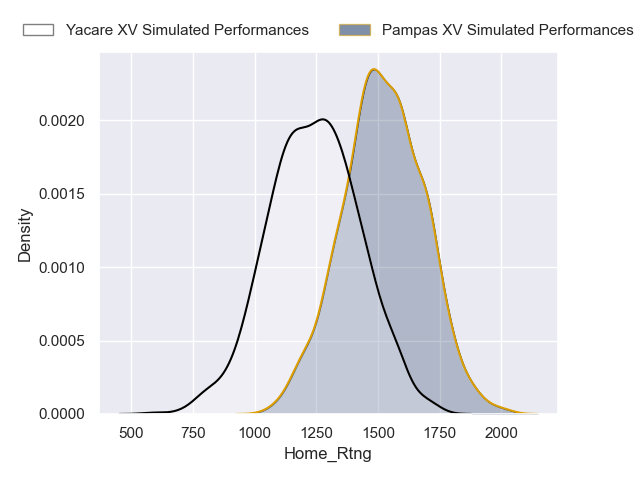 Yacare XV Simulated Performances Pampas XV Simulated Performances
0.0020
0.0015
0.0010
0.0005
0.0000
Density
500 750 1000 1250 1500 1750 2000
Home_Rtng